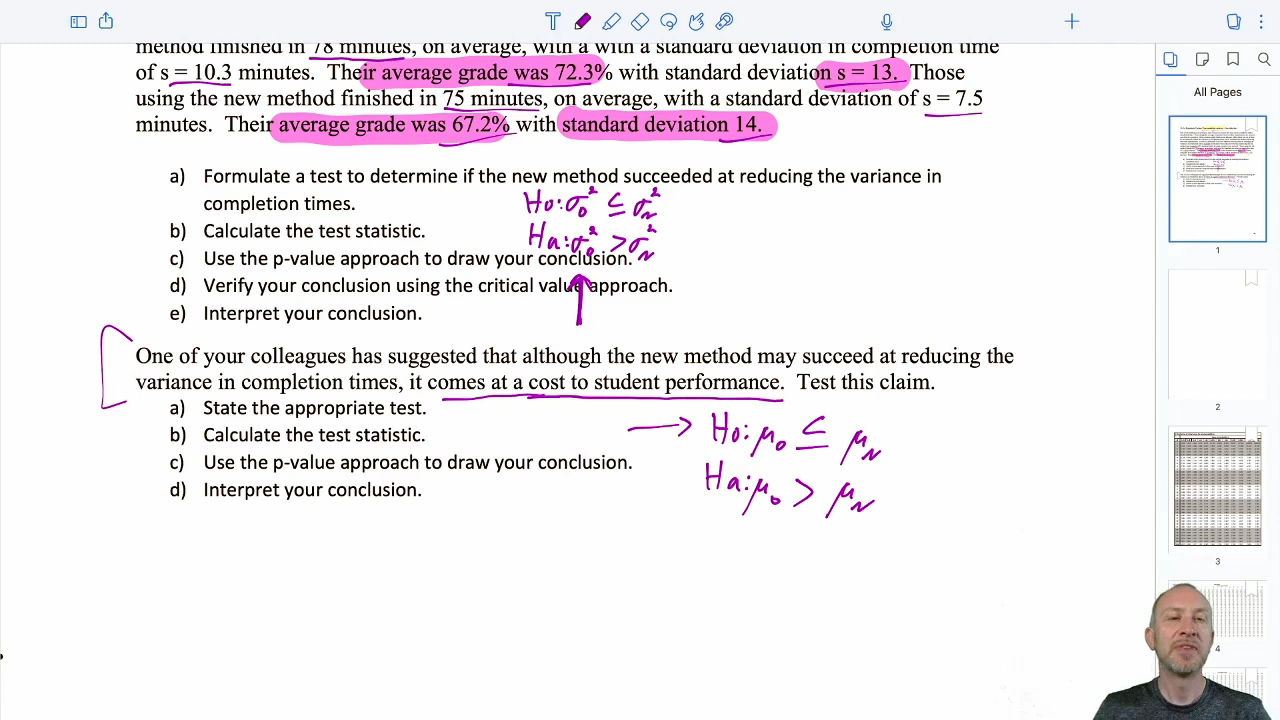 method finished in 78 minutes, on average, with a with a standard deviation in completion time
of s = 10.3 minutes. Their average grade was 72.3% with standard deviation s = 13. Those
using the new method finished in 75 minutes, on average, with a standard deviation of s = 7.5
minutes. Their average grade was 67.2% with standard deviation 14.
a) Formulate a test to determine if the new method succeeded at reducing the variance in
completion times.
Ho: σ₀² ≤ σN²
b) Calculate the test statistic.
Ha: σ₀² > σN²
c) Use the p-value approach to draw your conclusion.
d) Verify your conclusion using the critical value approach.
e) Interpret your conclusion.
One of your colleagues has suggested that although the new method may succeed at reducing the
variance in completion times, it comes at a cost to student performance. Test this claim.
a) State the appropriate test.
b) Calculate the test statistic.
→ Ho: μ₀ ≤ μN
c) Use the p-value approach to draw your conclusion.
Ha: μ₀ > μN
d) Interpret your conclusion.
All Pages
1
2
3
4